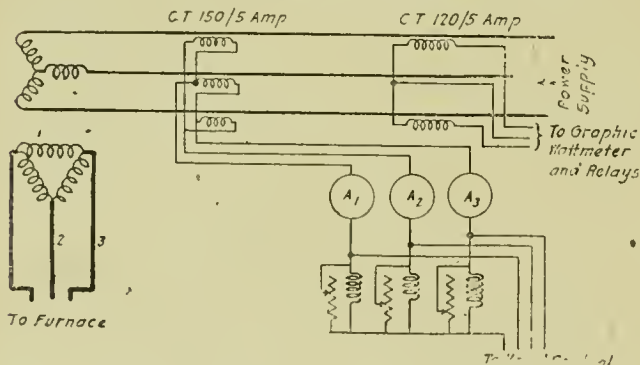 C.T 150/5 Amp
C.T 120/5 Amp
Power
Supply
To Graphic
Wattmeter
and Relays
A1
A2
A3
1
2
3
To Furnace